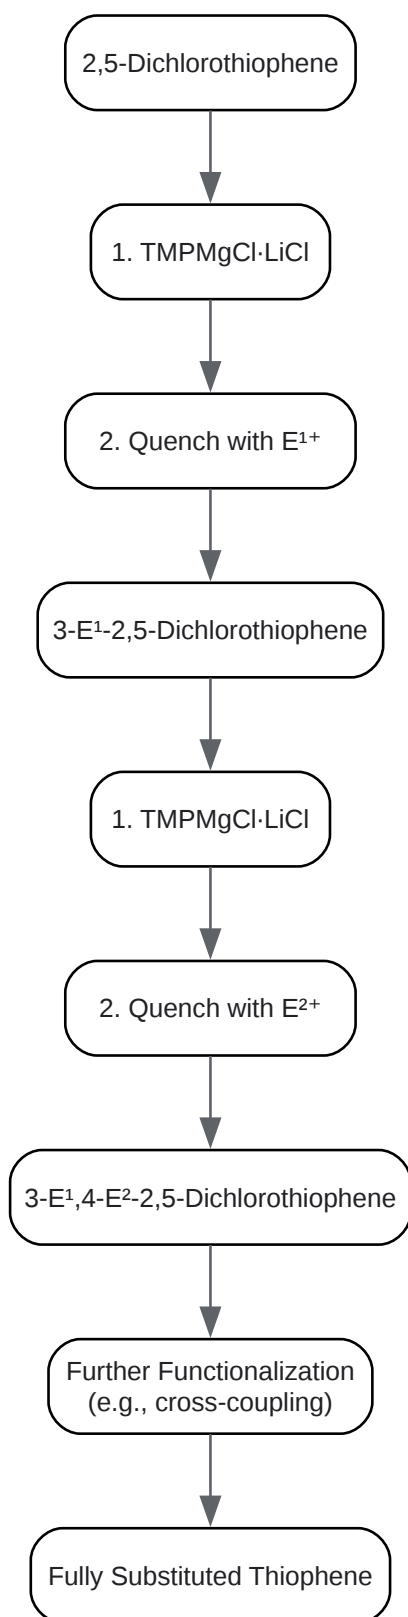 2,5-Dichlorothiophene
1. TMPMgCl·LiCl
2. Quench with E¹⁺
3-E¹-2,5-Dichlorothiophene
1. TMPMgCl·LiCl
2. Quench with E²⁺
3-E¹,4-E²-2,5-Dichlorothiophene
Further Functionalization
(e.g., cross-coupling)
Fully Substituted Thiophene